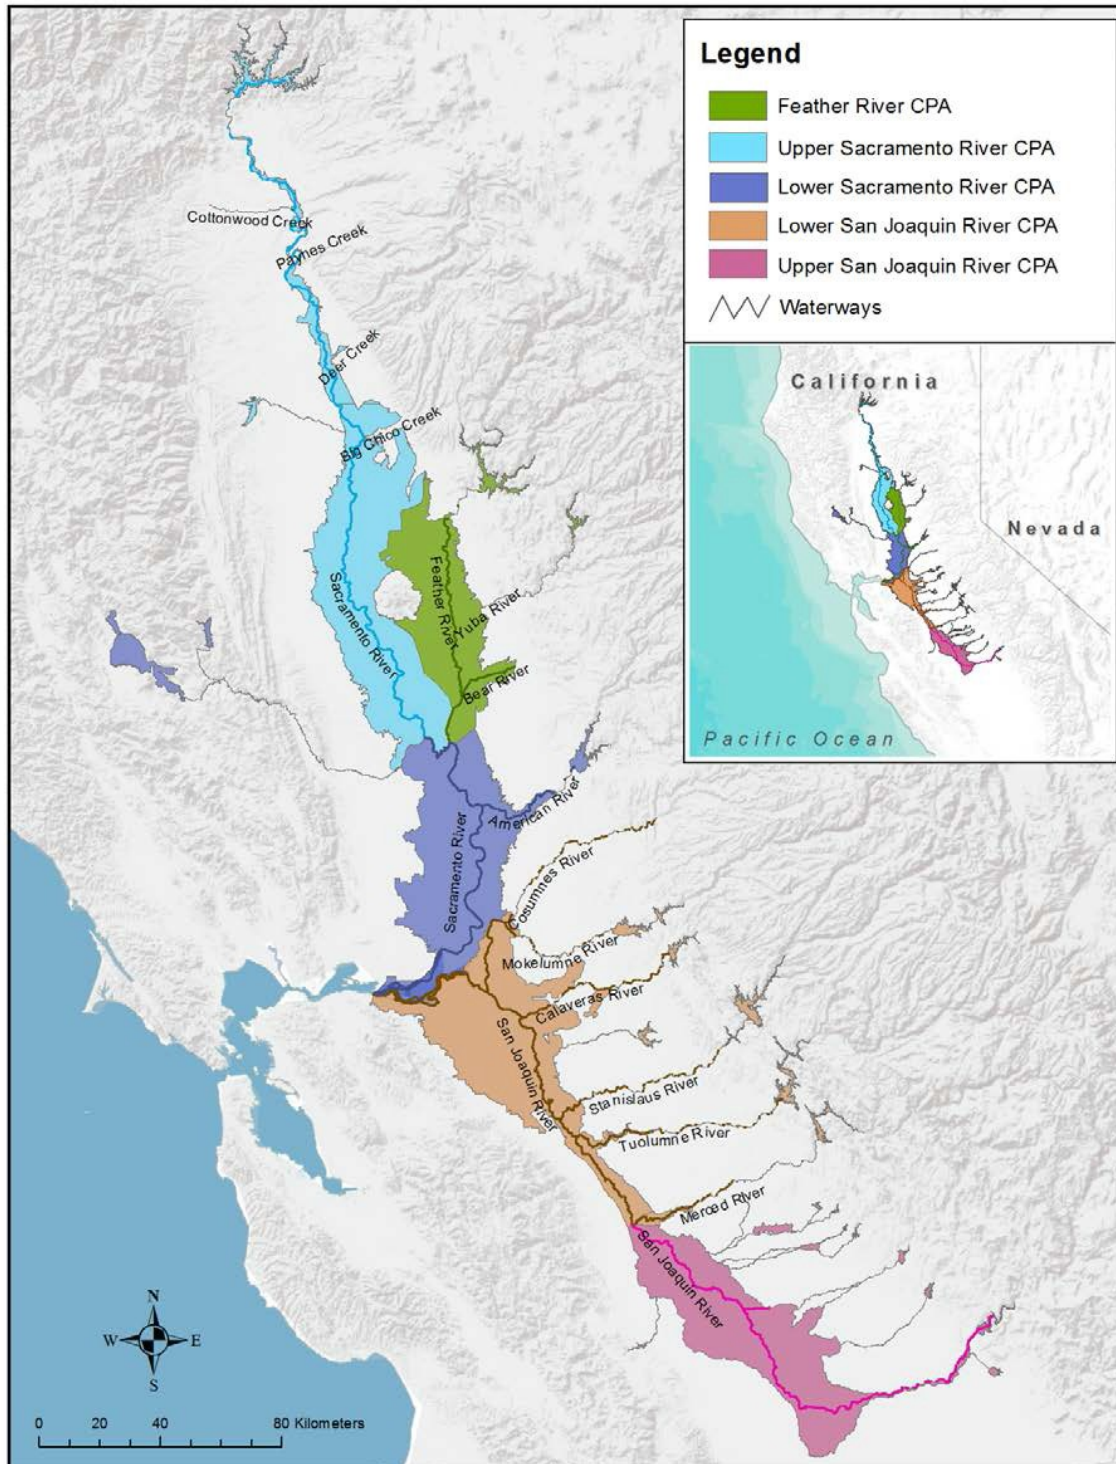 Legend
Feather River CPA
Upper Sacramento River CPA
Lower Sacramento River CPA
Lower San Joaquin River CPA
Upper San Joaquin River CPA
Waterways
California
Nevada
Pacific Ocean
Cottonwood Creek
Paynes Creek
Deer Creek
Big Chico Creek
Sacramento River
Feather River
Yuba River
Bear River
American River
Sacramento River
Cosumnes River
Mokelumne River
Calaveras River
San Joaquin River
Stanislaus River
Tuolumne River
Merced River
San Joaquin River
N
W E
S
0 20 40 80 Kilometers